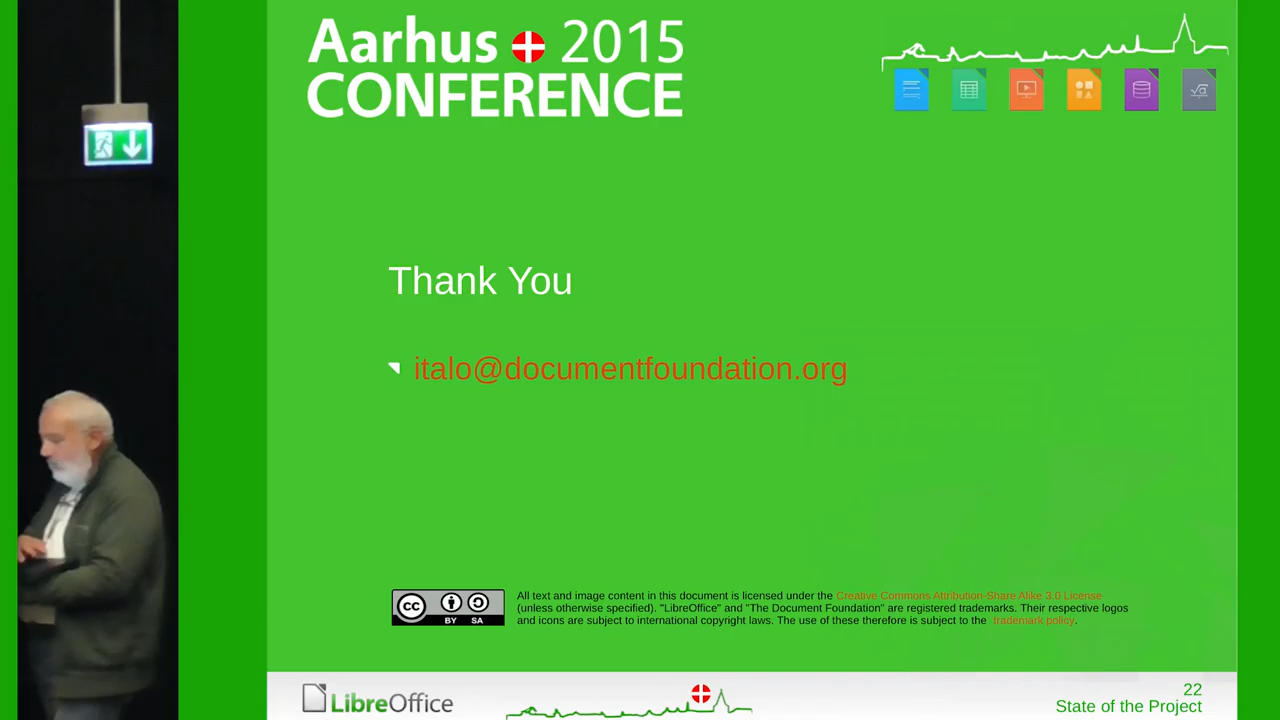 Aarhus 2015
CONFERENCE
Thank You
italo@documentfoundation.org
cc BY SA
All text and image content in this document is licensed under the Creative Commons Attribution-Share Alike 3.0 License
(unless otherwise specified). "LibreOffice" and "The Document Foundation" are registered trademarks. Their respective logos
and icons are subject to international copyright laws. The use of these therefore is subject to the trademark policy.
LibreOffice
22
State of the Project